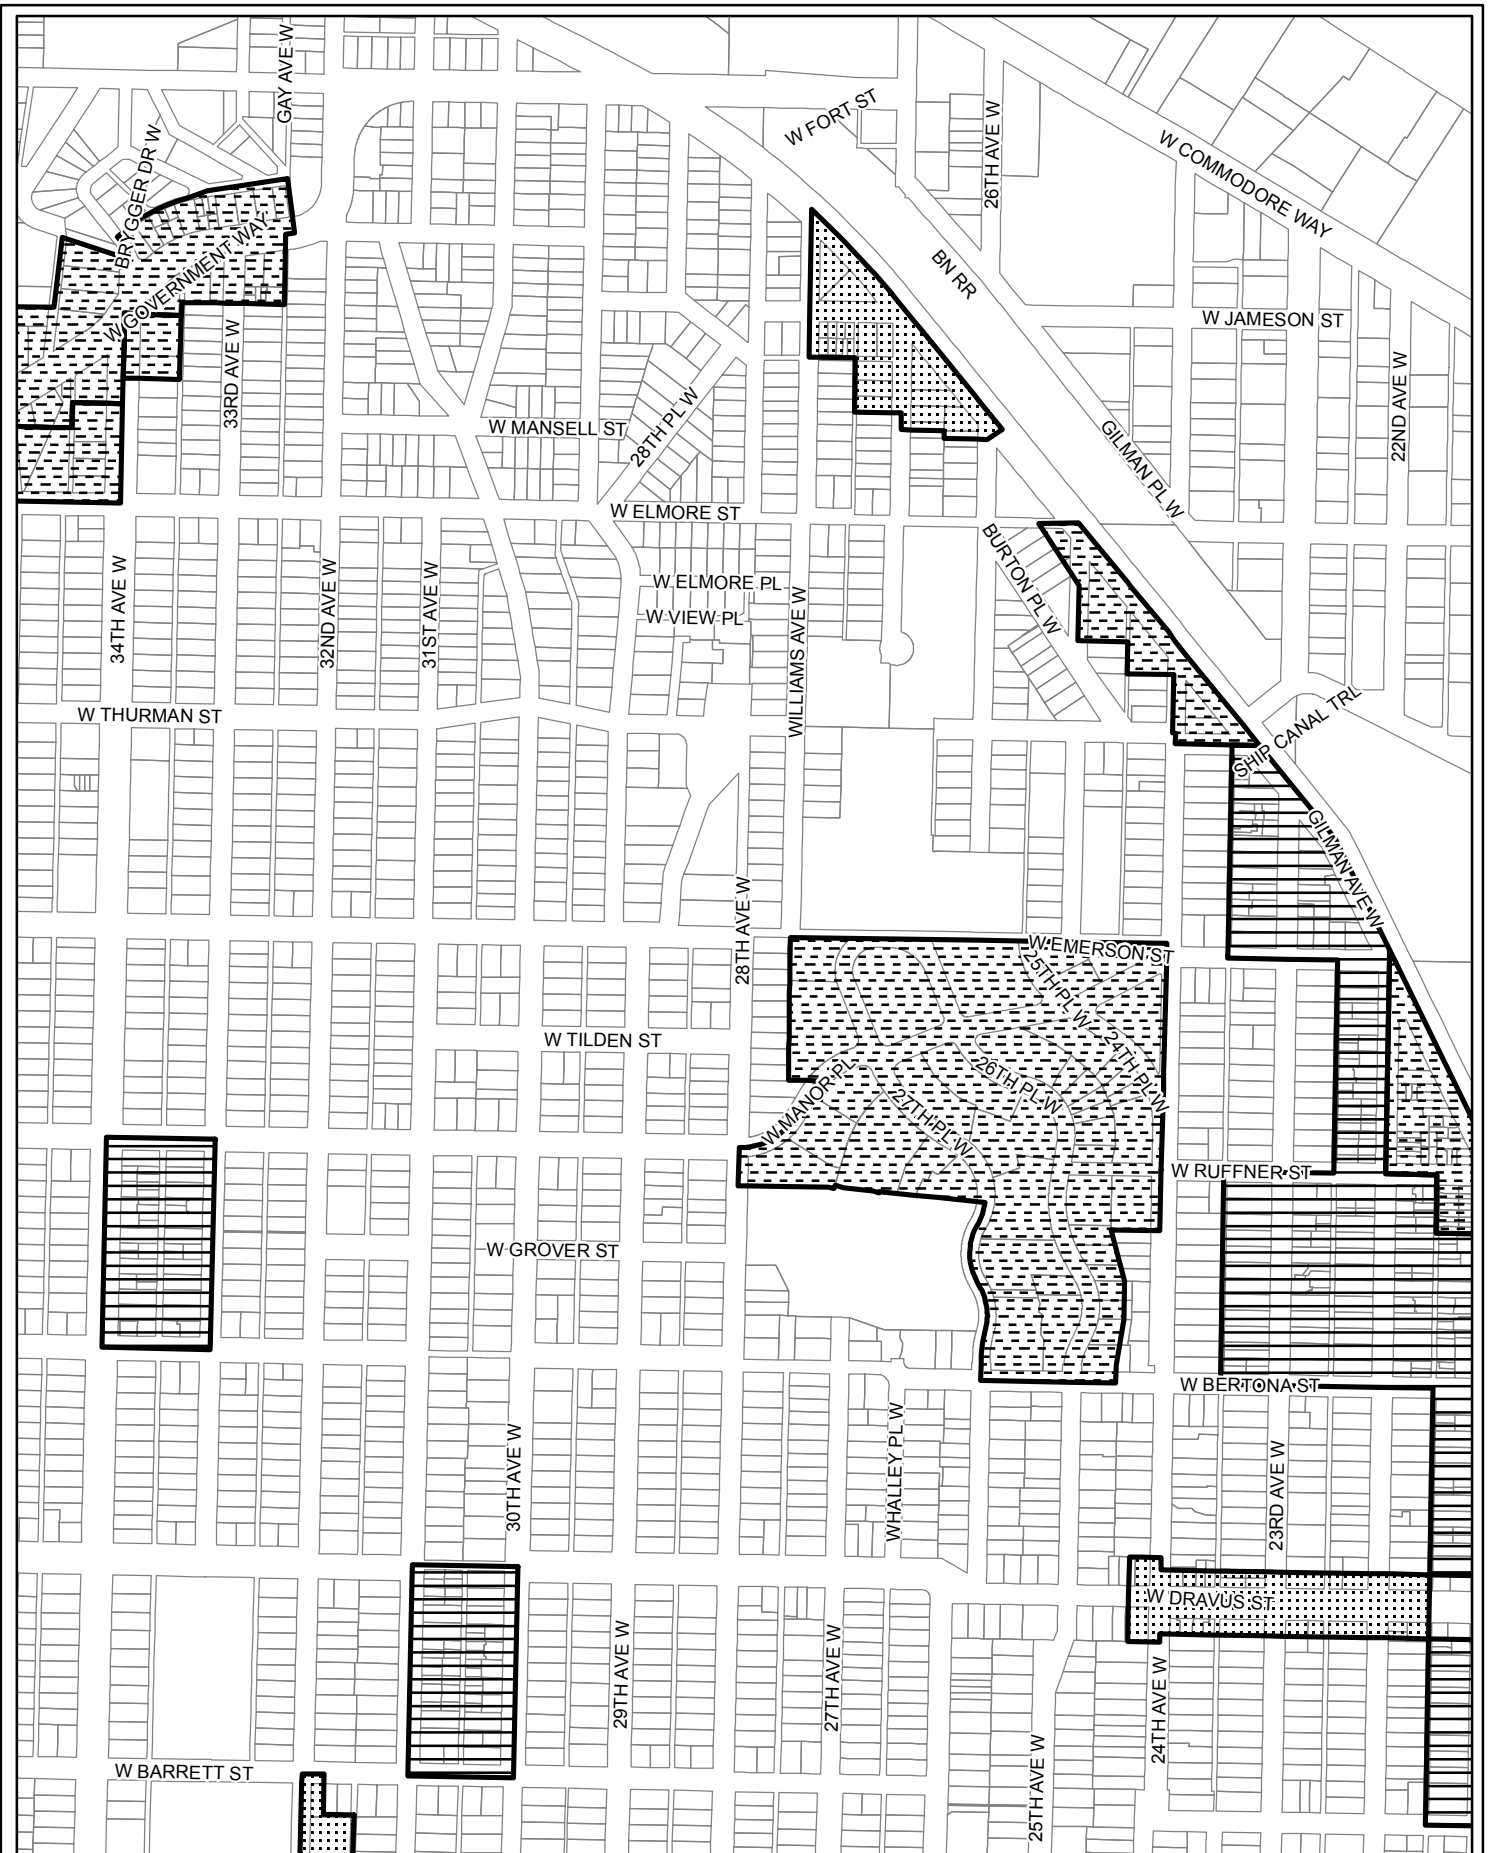 GAY AVE W
W FORT ST
26TH AVE W
W COMMODORE WAY
BRYGGER DR W
W GOVERNMENT WAY
BN RR
W JAMESON ST
33RD AVE W
22ND AVE W
W MANSELL ST
28TH PL W
GILMAN PL W
W ELMORE ST
BURTON PL W
34TH AVE W
32ND AVE W
31ST AVE W
W ELMORE PL
W VIEW PL
WILLIAMS AVE W
W THURMAN ST
SHIP CANAL TRL
GILMAN AVE W
28TH AVE W
W EMERSON ST
25TH PL W
W TILDEN ST
26TH PL W
24TH PL W
W MANOR PL
27TH PL W
W RUFFNER ST
W GROVER ST
W BERTONA ST
30TH AVE W
WHALLEY PL W
23RD AVE W
W DRAVUS ST
29TH AVE W
27TH AVE W
24TH AVE W
W BARRETT ST
25TH AVE W